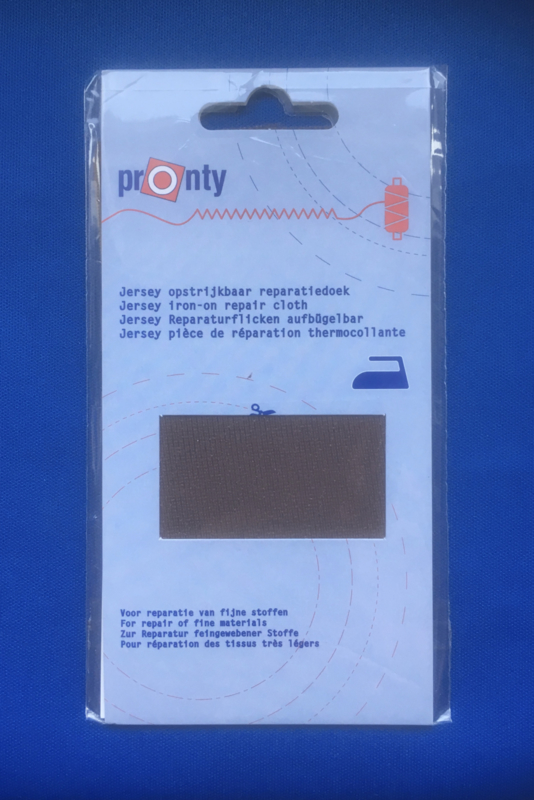 pronty
Jersey opstrijkbaar reparatiedoek
Jersey iron-on repair cloth
Jersey Reparaturflicken aufbügelbar
Jersey pièce de réparation thermocollante
Voor reparatie van fijne stoffen
For repair of fine materials
Zur Reparatur feingewebener Stoffe
Pour réparation des tissus très légers